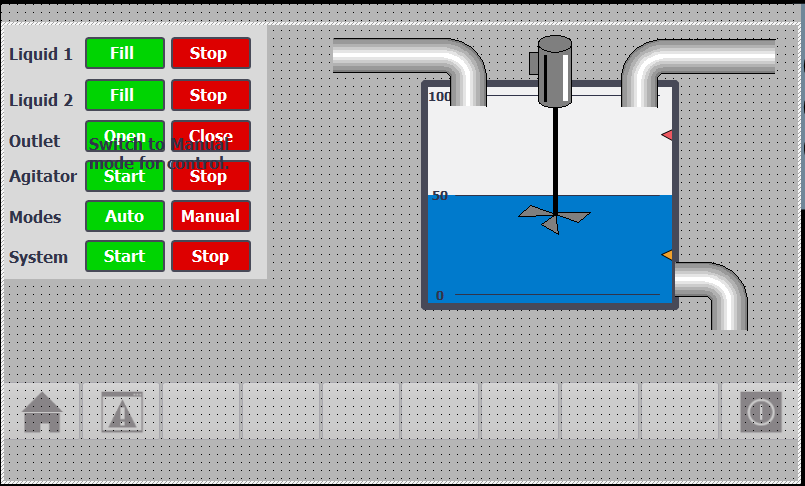 Liquid 1 Fill Stop
Liquid 2 Fill Stop
Outlet Open Close
Switch to Manual
mode for control.
Agitator Start Stop
Modes Auto Manual
System Start Stop
100
50
0